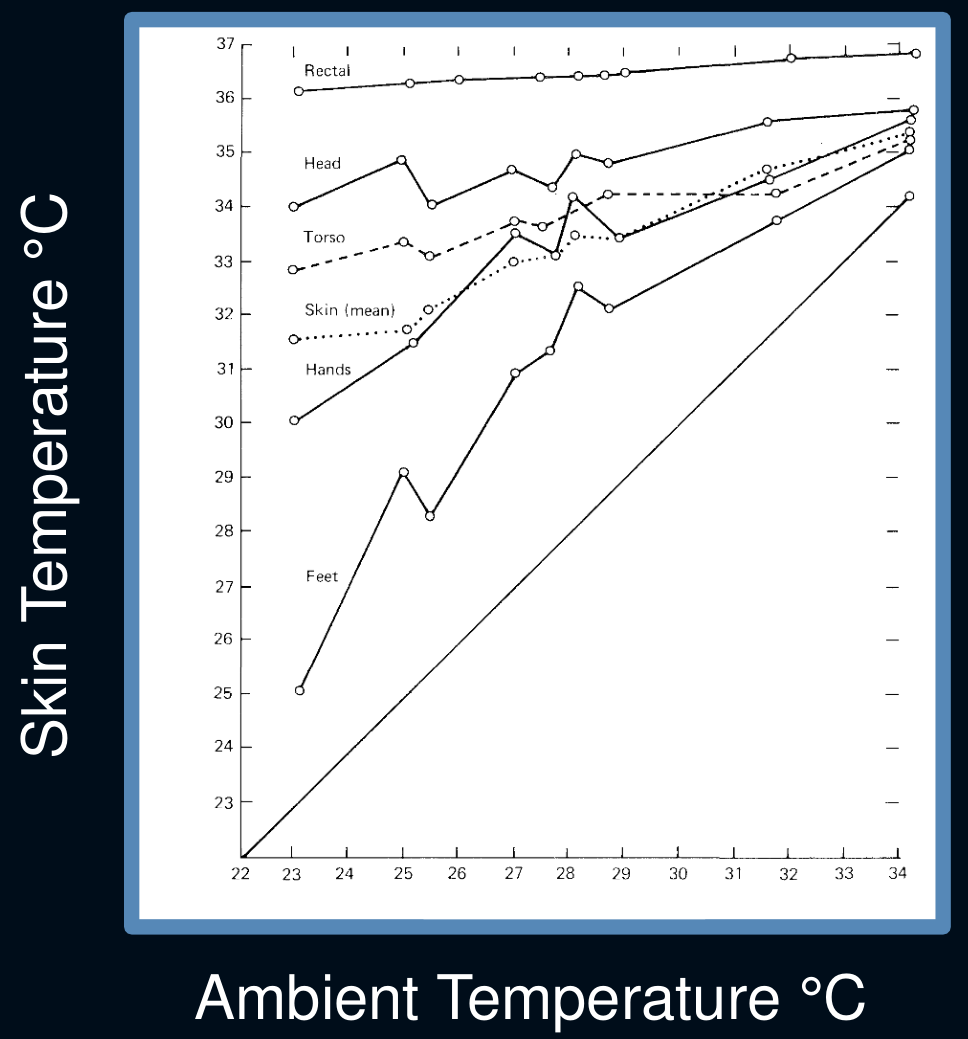 Skin Temperature °C
37
Rectal
36
35
Head
34
Torso
33
Skin (mean)
32
31
Hands
30
29
28
Feet
27
26
25
24
23
22 23 24 25 26 27 28 29 30 31 32 33 34
Ambient Temperature °C